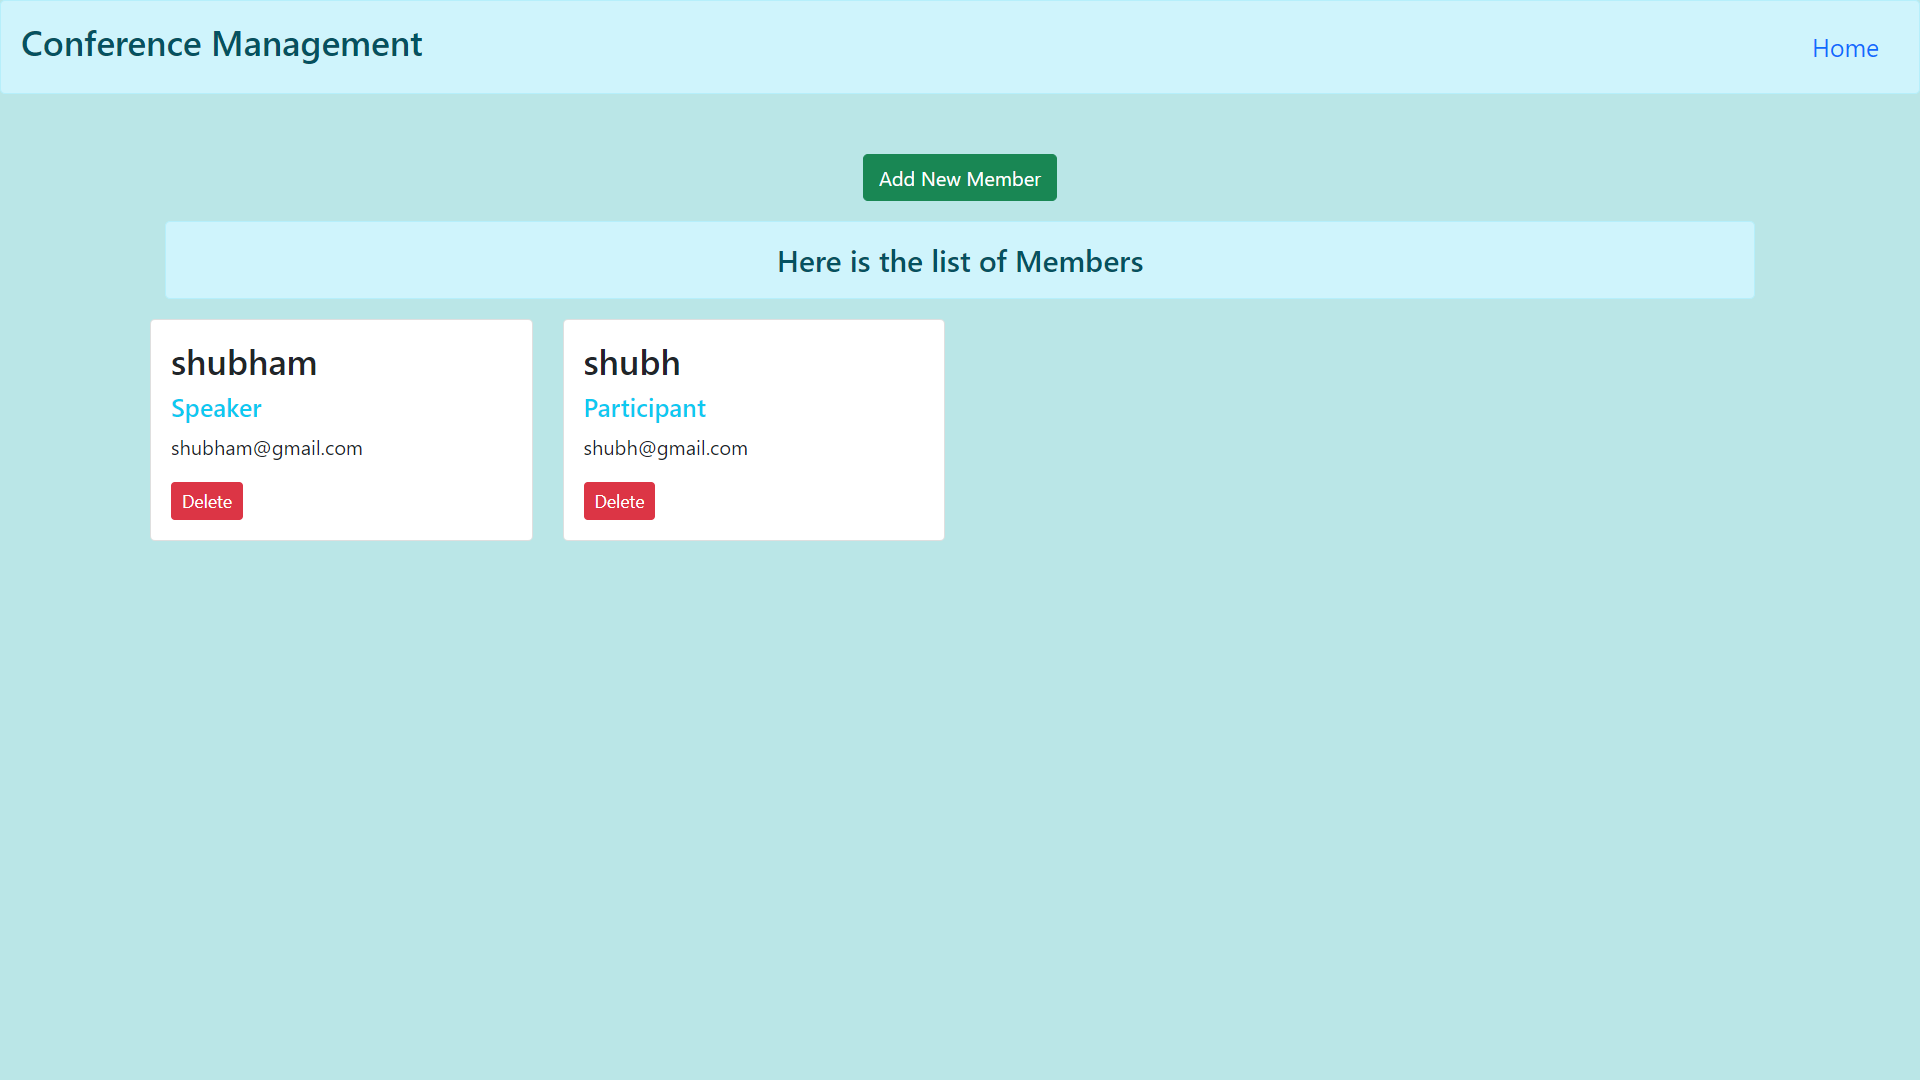 Conference Management
Home
Add New Member
Here is the list of Members
shubham
Speaker
shubham@gmail.com
Delete
shubh
Participant
shubh@gmail.com
Delete